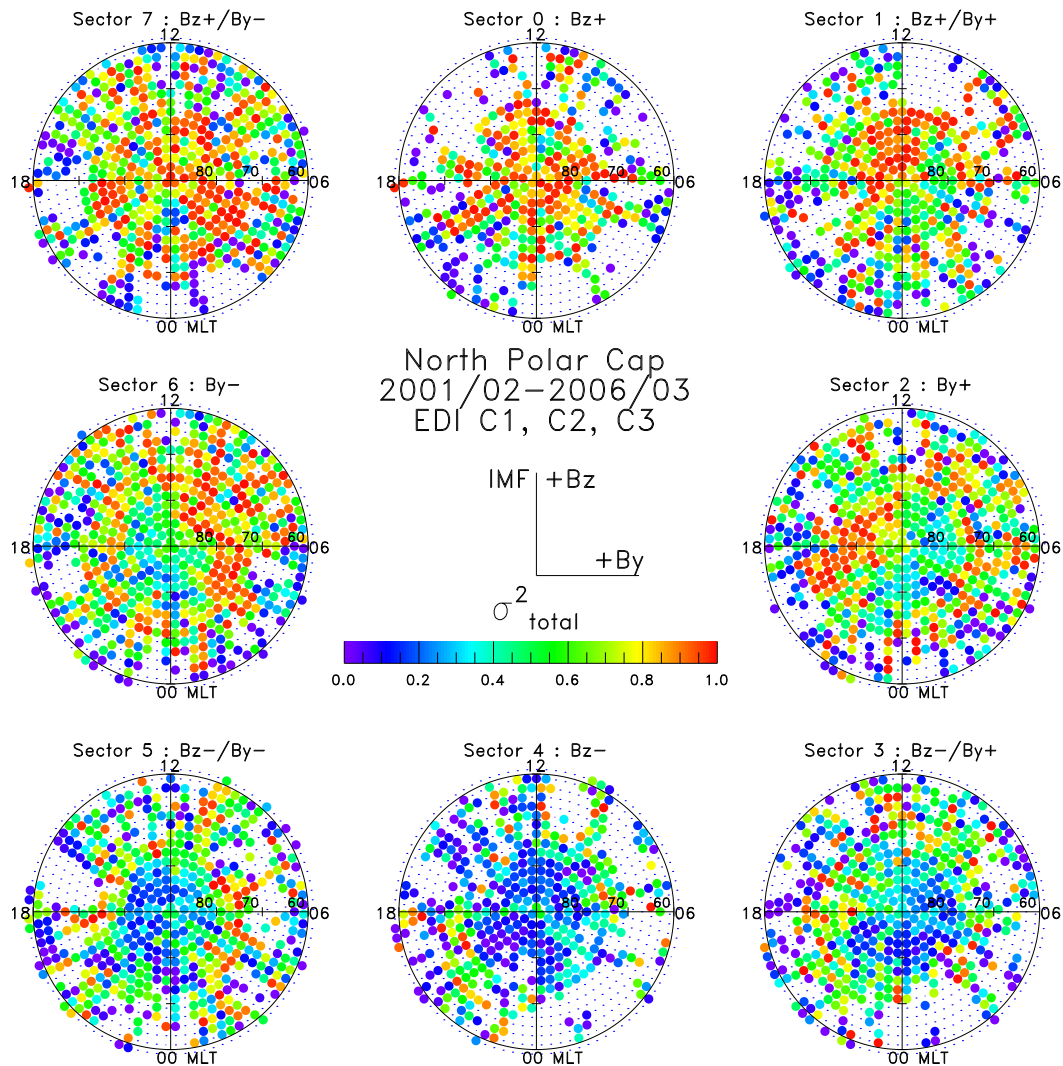 Sector 7 : Bz+/By-
12
18
80 70 60
06
00 MLT
Sector 0 : Bz+
12
18
80 70 60
06
00 MLT
Sector 1 : Bz+/By+
12
18
80 70 60
06
00 MLT
North Polar Cap
2001/02-2006/03
EDI C1, C2, C3
Sector 6 : By-
12
18
80 70 60
06
00 MLT
IMF +Bz
+By
σ² total
0.0 0.2 0.4 0.6 0.8 1.0
Sector 2 : By+
12
18
80 70 60
06
00 MLT
Sector 5 : Bz-/By-
12
18
80 70 60
06
00 MLT
Sector 4 : Bz-
12
18
80 70 60
06
00 MLT
Sector 3 : Bz-/By+
12
18
80 70 60
06
00 MLT